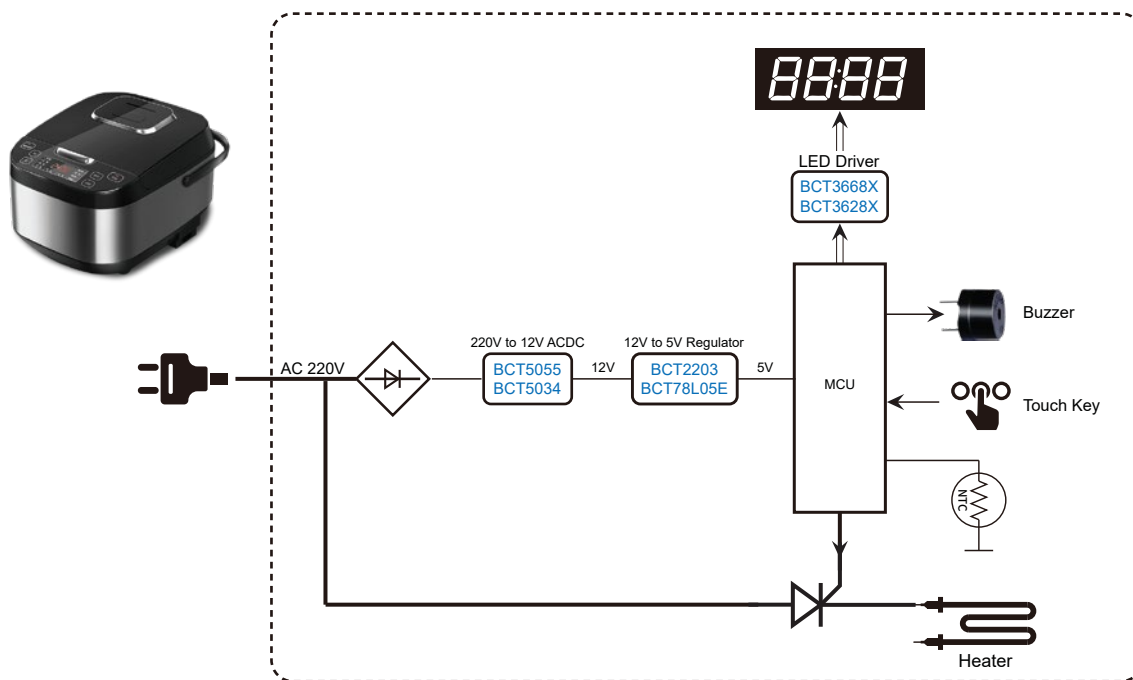 88:88
LED Driver
BCT3668X
BCT3628X
220V to 12V ACDC
12V to 5V Regulator
Buzzer
AC 220V
BCT5055
BCT5034
12V
BCT2203
BCT78L05E
5V
MCU
Touch Key
NTC
Heater